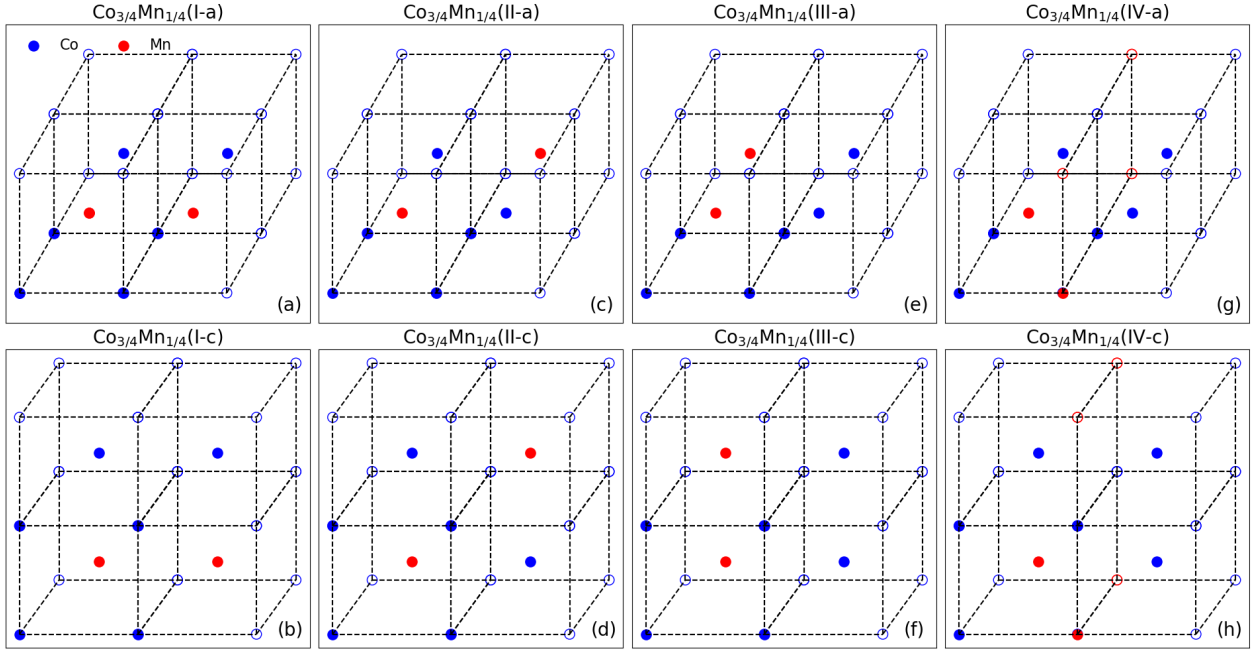 Co₃/₄Mn₁/₄(I-a)
Co₃/₄Mn₁/₄(II-a)
Co₃/₄Mn₁/₄(III-a)
Co₃/₄Mn₁/₄(IV-a)
Co Mn
(a)
(c)
(e)
(g)
Co₃/₄Mn₁/₄(I-c)
Co₃/₄Mn₁/₄(II-c)
Co₃/₄Mn₁/₄(III-c)
Co₃/₄Mn₁/₄(IV-c)
(b)
(d)
(f)
(h)